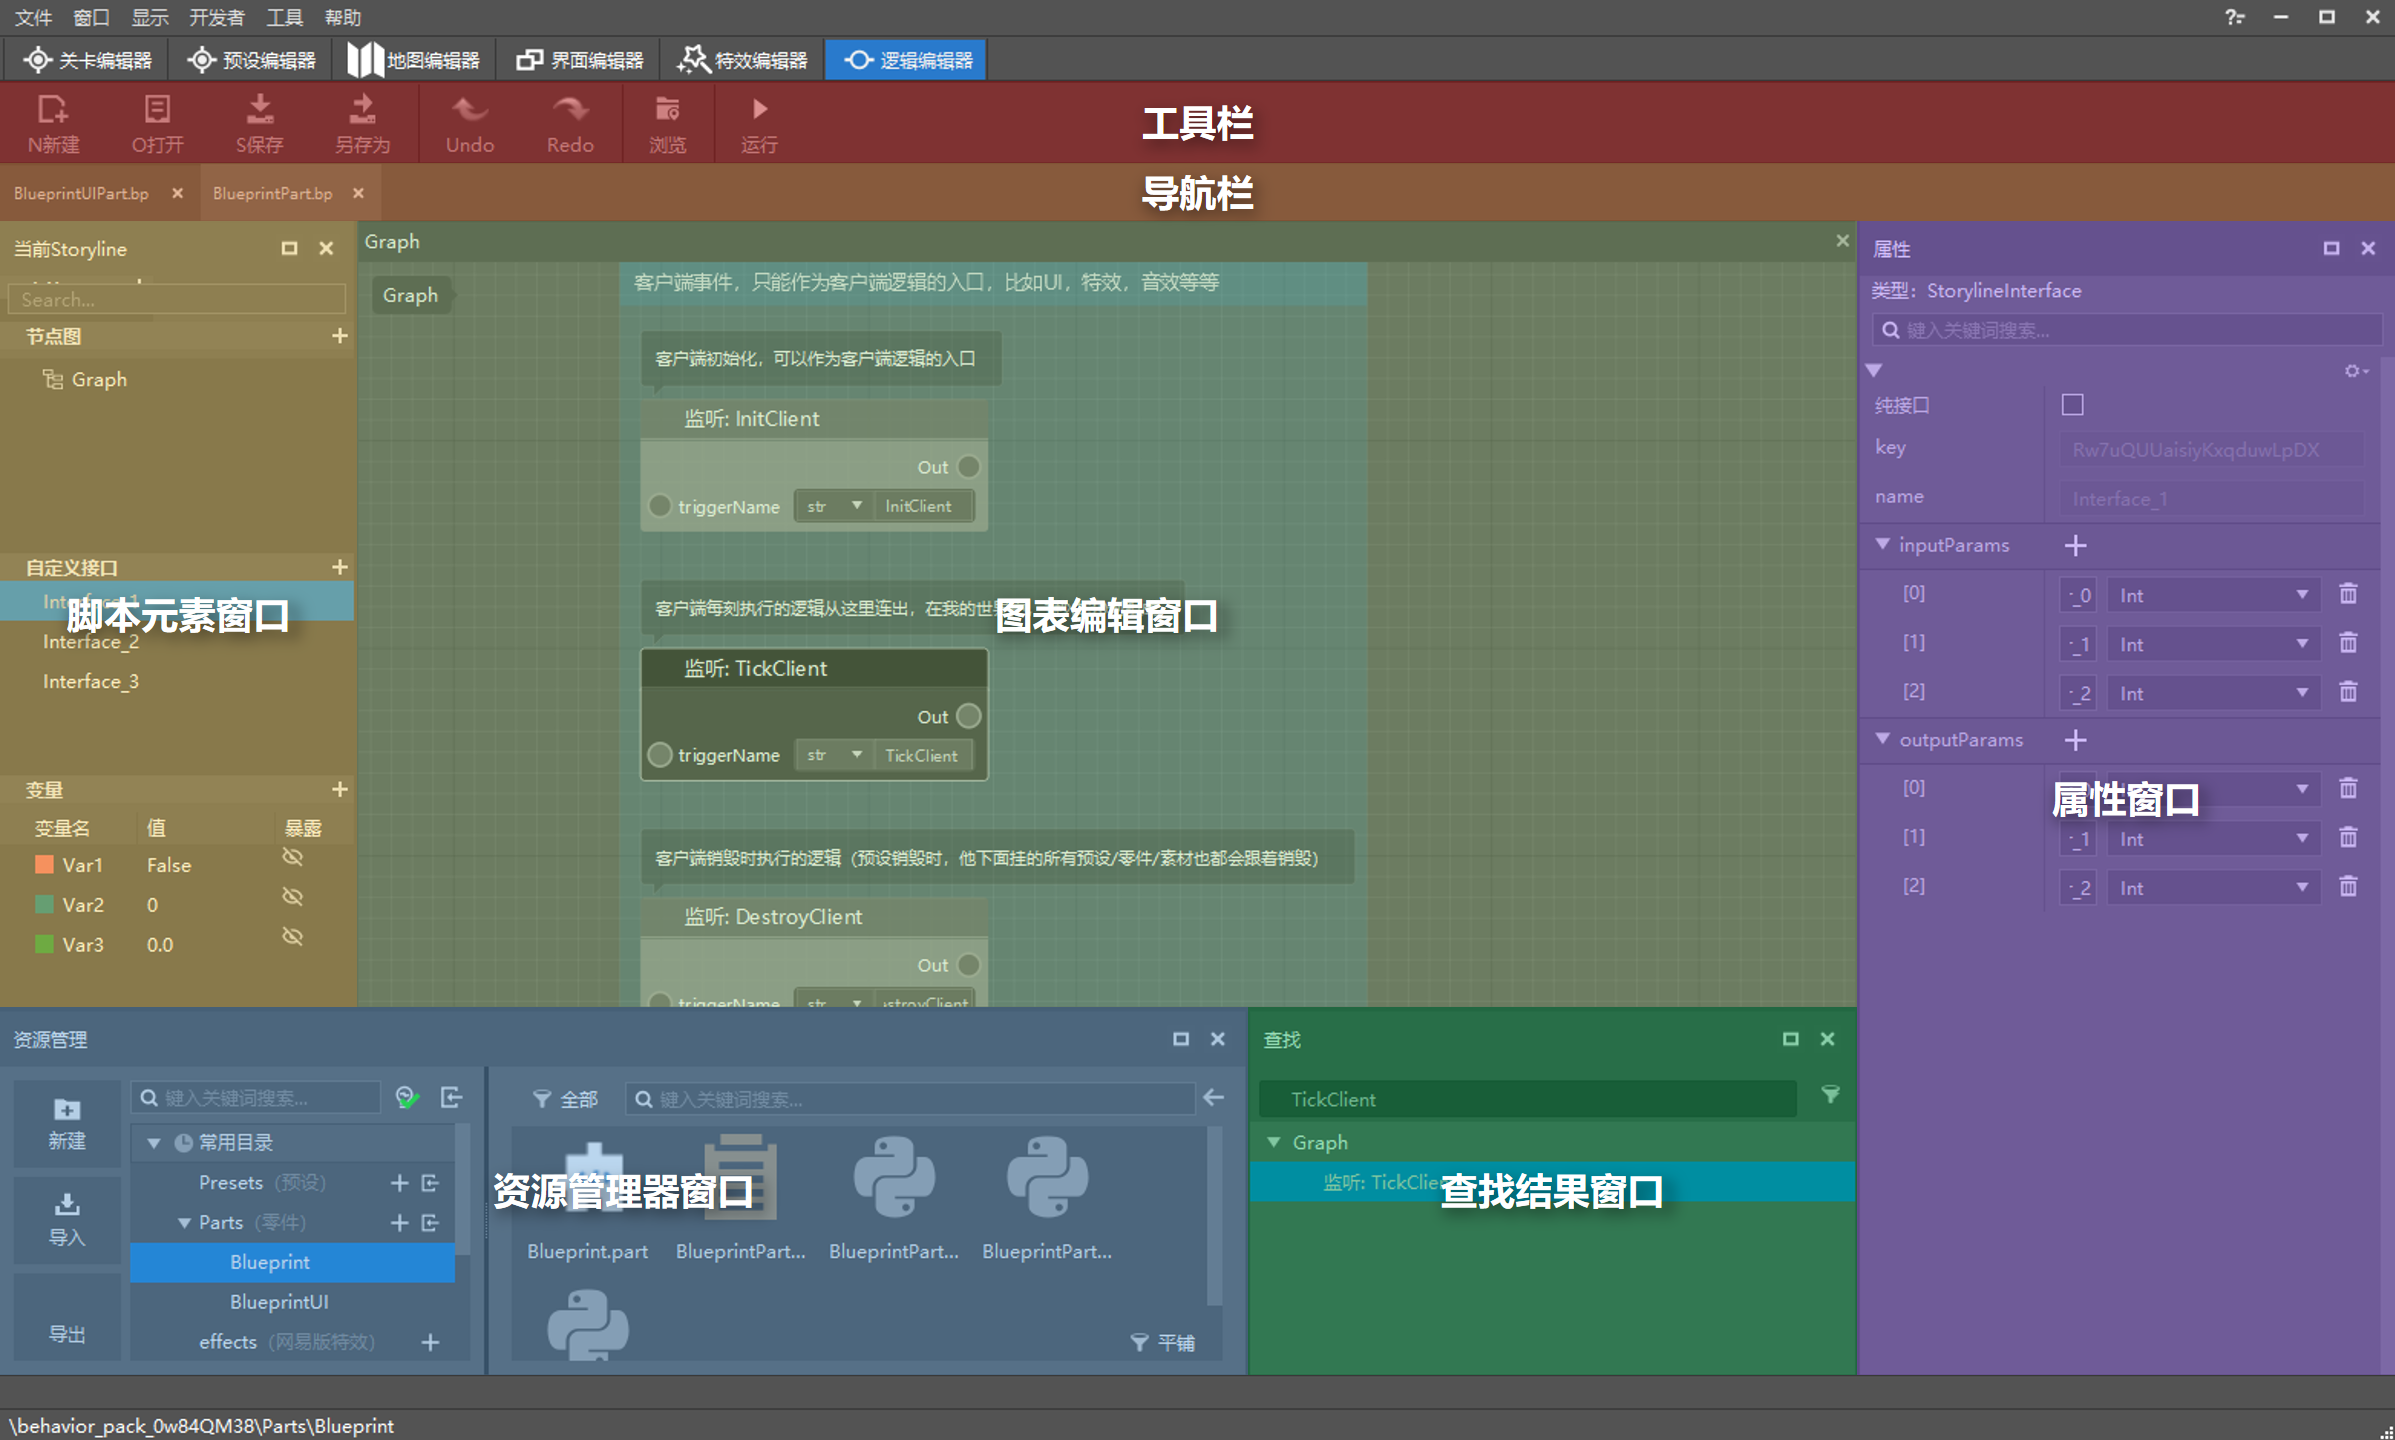 文件 窗口 显示 开发者 工具 帮助
关卡编辑器 预设编辑器 地图编辑器 界面编辑器 特效编辑器 逻辑编辑器
N新建 O打开 S保存 另存为 Undo Redo 浏览 运行
工具栏
BlueprintUIPart.bp BlueprintPart.bp
导航栏
当前Storyline
Search...
节点图
Graph
自定义接口
脚本元素窗口
Interface_2
Interface_3
变量
变量名 值 暴露
Var1 False
Var2 0
Var3 0.0
Graph
Graph
客户端事件，只能作为客户端逻辑的入口，比如UI，特效，音效等等
客户端初始化，可以作为客户端逻辑的入口
监听: InitClient
Out
triggerName str InitClient
客户端每刻执行的逻辑从这里连出，在我的世
图表编辑窗口
监听: TickClient
Out
triggerName str TickClient
客户端销毁时执行的逻辑（预设销毁时，他下面挂的所有预设/零件/素材也都会跟着销毁）
监听: DestroyClient
Out
triggerName str
属性
类型: StorylineInterface
键入关键词搜索...
纯接口
key Rw7uQUUaisiyKxqduwLpDX
name Interface_1
inputParams
[0] _0 Int
[1] _1 Int
[2] _2 Int
outputParams
[0]
属性窗口
[1] _1 Int
[2] _2 Int
资源管理
新建
导入
导出
键入关键词搜索...
常用目录
Presets (预设)
Parts (零件)
Blueprint
BlueprintUI
effects (网易版特效)
全部 键入关键词搜索...
资源管理器窗口
Blueprint.part BlueprintPart... BlueprintPart... BlueprintPart...
平铺
查找
TickClient
Graph
监听: TickClie
查找结果窗口
\behavior_pack_0w84QM38\Parts\Blueprint